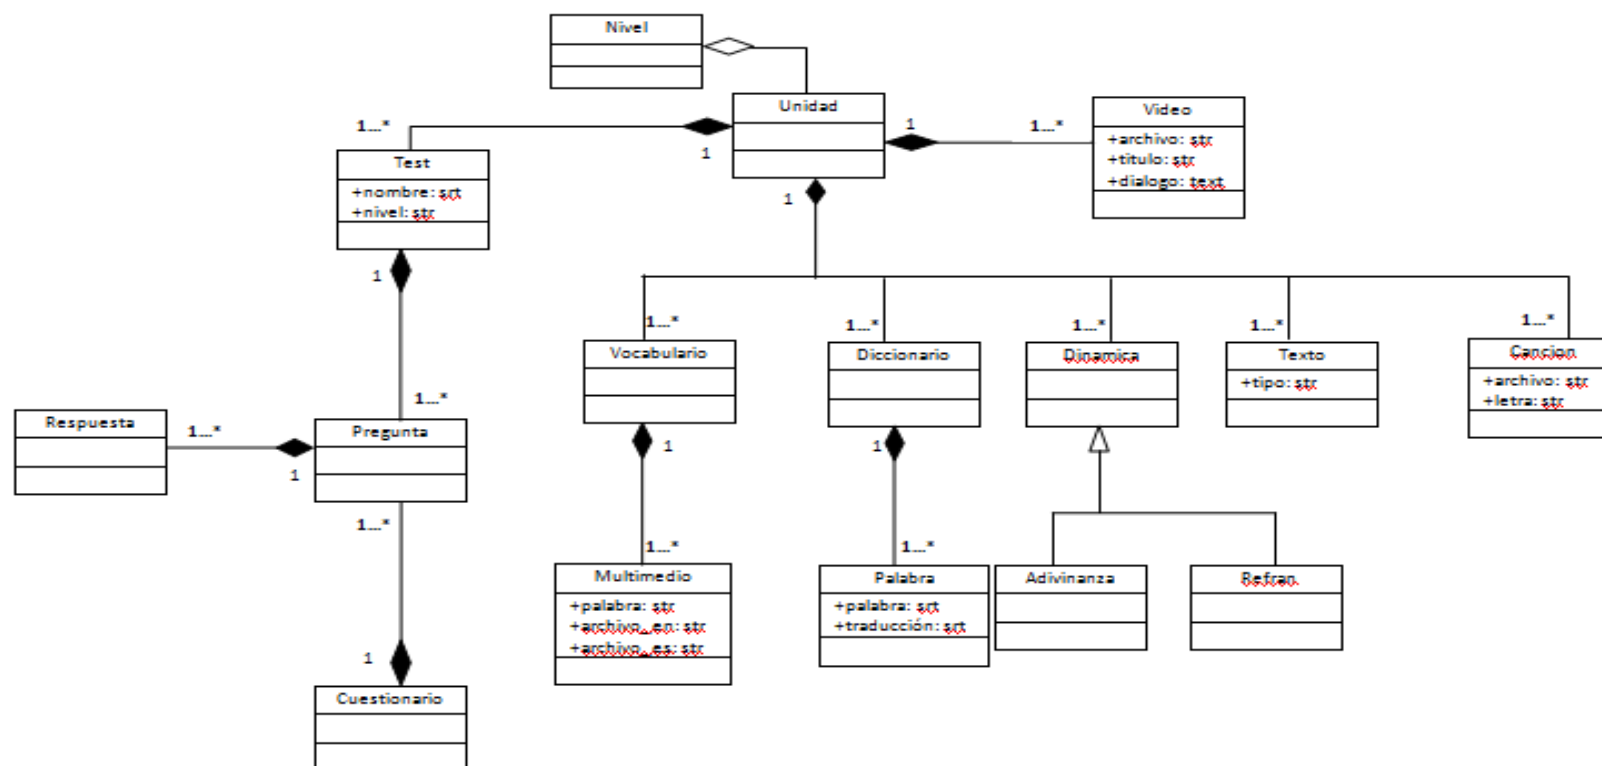 Nivel
Unidad
1
1
1
1...*
Video
+archivo: str
+titulo: str
+dialogo: text
1...*
Test
+nombre: srt
+nivel: str
1
1...*
1...*
Vocabulario
1...*
Diccionario
1...*
Dinamica
1...*
Texto
+tipo: str
1...*
Cancion
+archivo: str
+letra: str
Respuesta
1...*
1
Pregunta
1...*
1
Cuestionario
1
1...*
Multimedio
+palabra: str
+archivo_en: str
+archivo_es: str
1
1...*
Palabra
+palabra: srt
+traducción: srt
Adivinanza
Refran